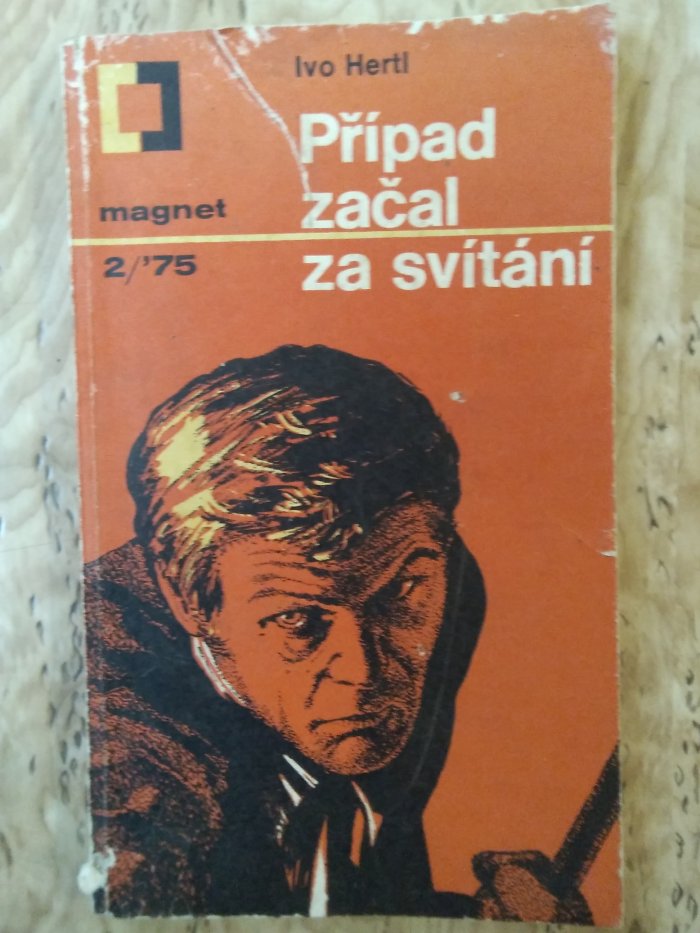 Ivo Hertl
Případ
začal
za svítání
magnet
2/'75